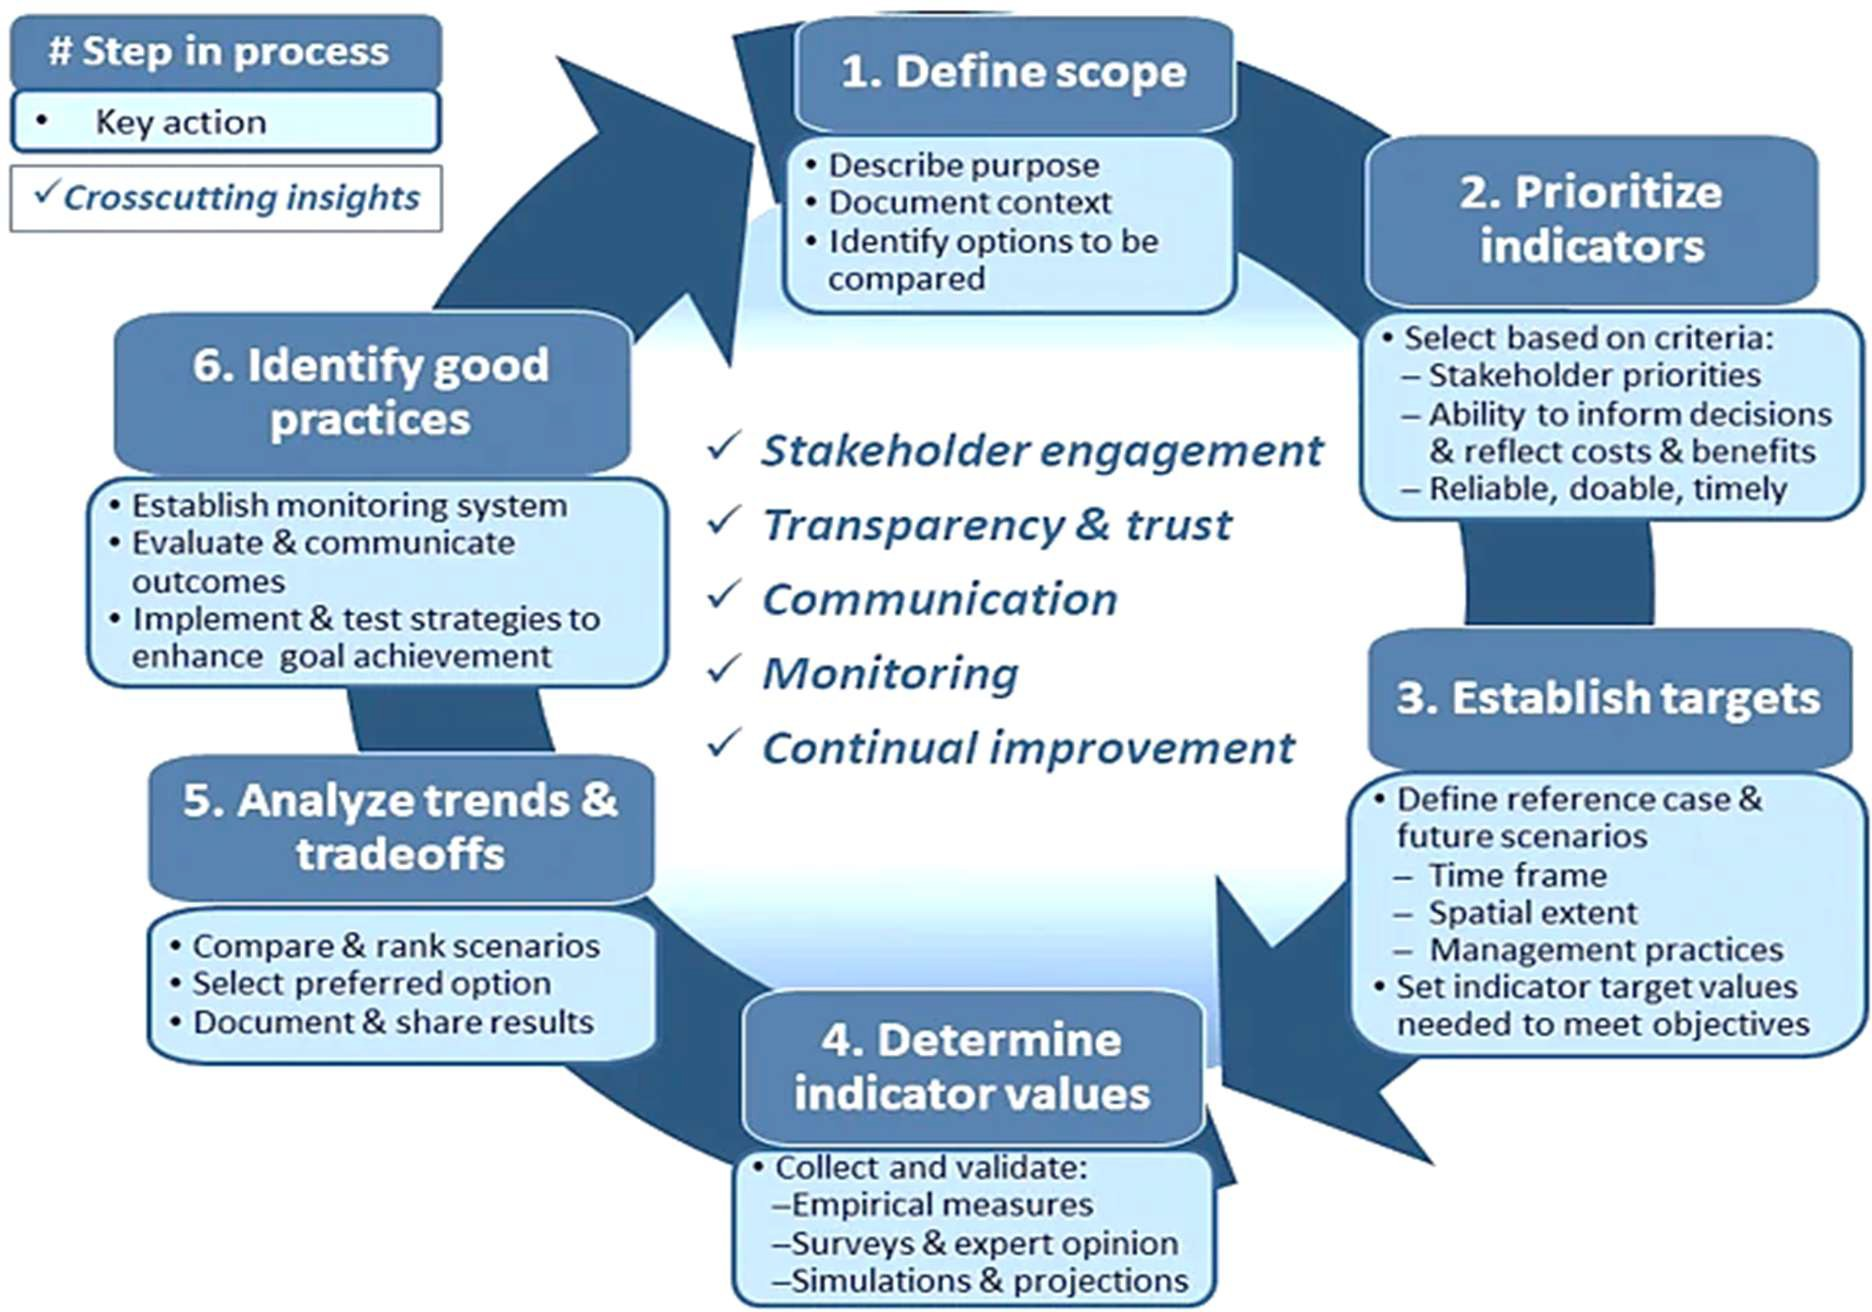 # Step in process
• Key action
✓Crosscutting insights
1. Define scope
• Describe purpose
• Document context
• Identify options to be
compared
2. Prioritize
indicators
• Select based on criteria:
– Stakeholder priorities
– Ability to inform decisions
& reflect costs & benefits
– Reliable, doable, timely
3. Establish targets
• Define reference case &
future scenarios
– Time frame
– Spatial extent
– Management practices
• Set indicator target values
needed to meet objectives
4. Determine
indicator values
• Collect and validate:
–Empirical measures
–Surveys & expert opinion
–Simulations & projections
5. Analyze trends &
tradeoffs
• Compare & rank scenarios
• Select preferred option
• Document & share results
6. Identify good
practices
• Establish monitoring system
• Evaluate & communicate
outcomes
• Implement & test strategies to
enhance goal achievement
✓ Stakeholder engagement
✓ Transparency & trust
✓ Communication
✓ Monitoring
✓ Continual improvement